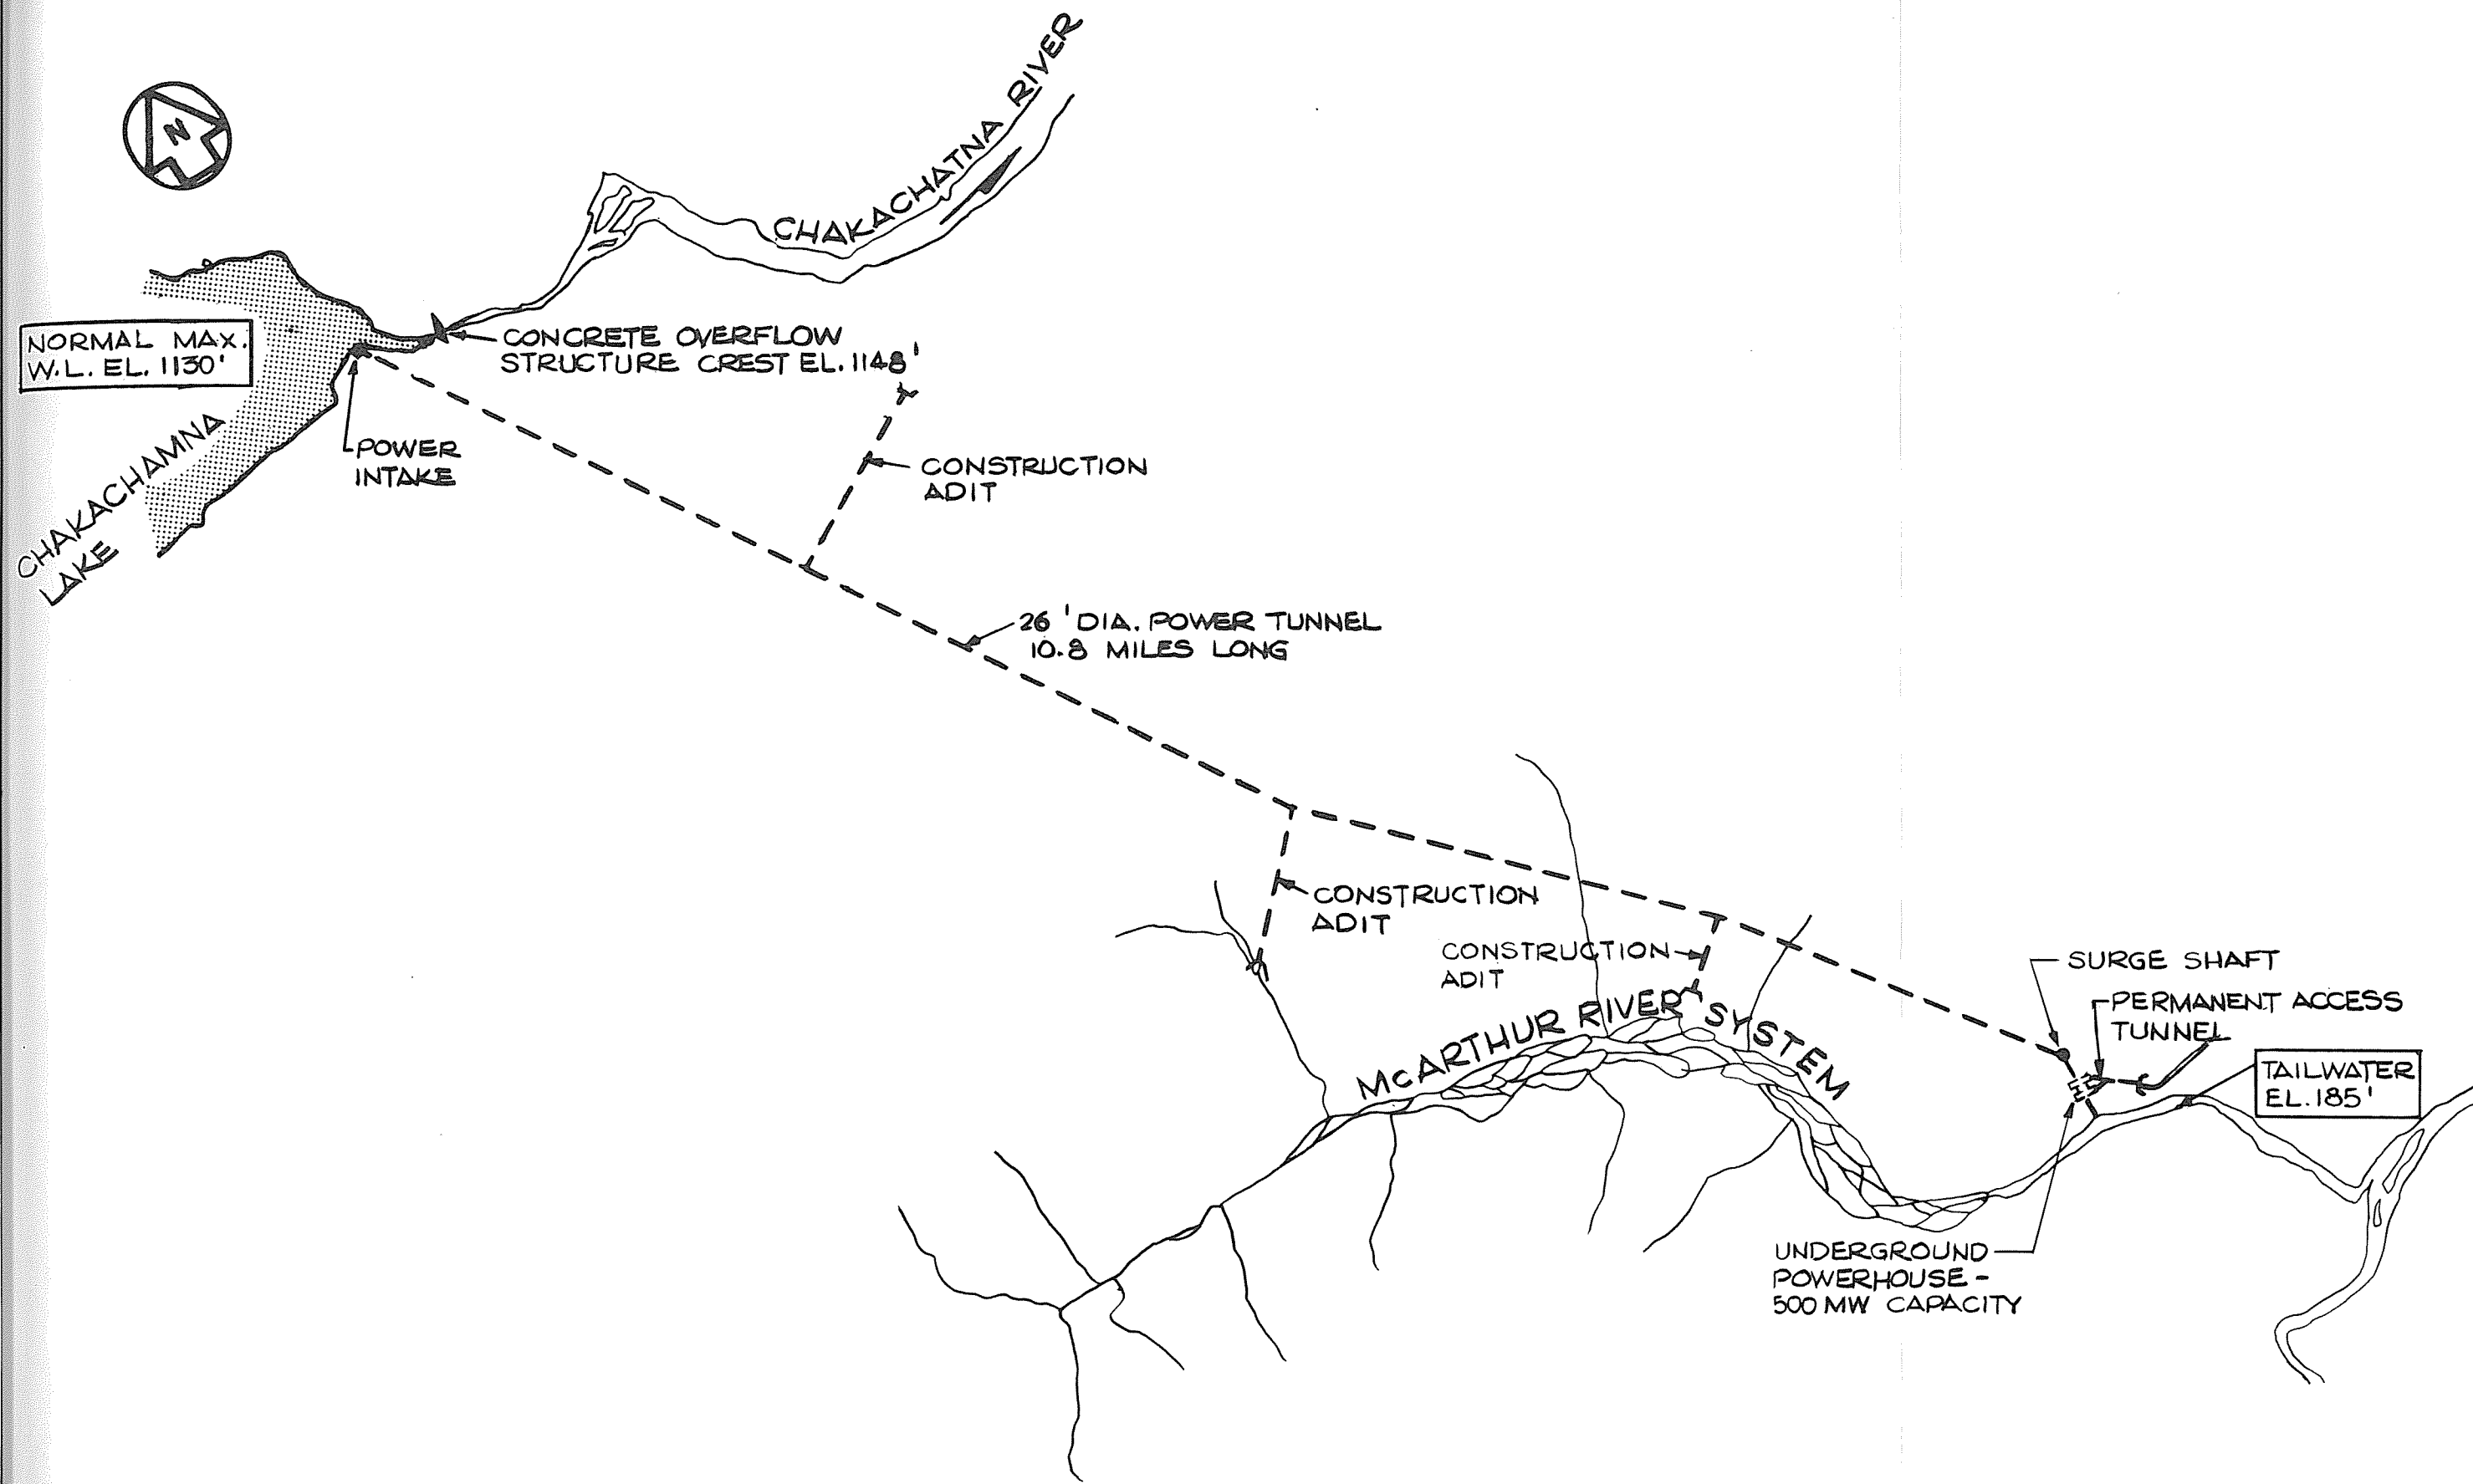 CHAKACHATNA RIVER
N
NORMAL MAX.
W.L. EL. 1130'
CONCRETE OVERFLOW
STRUCTURE CREST EL. 1148'
CHAKACHAMNA
LAKE
POWER
INTAKE
CONSTRUCTION
ADIT
26' DIA. POWER TUNNEL
10.8 MILES LONG
CONSTRUCTION
ADIT
CONSTRUCTION
ADIT
McARTHUR RIVER SYSTEM
SURGE SHAFT
PERMANENT ACCESS
TUNNEL
TAILWATER
EL. 185'
UNDERGROUND
POWERHOUSE -
500 MW CAPACITY